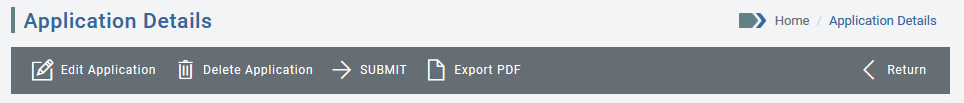 Application Details
Home / Application Details
Edit Application Delete Application SUBMIT Export PDF Return